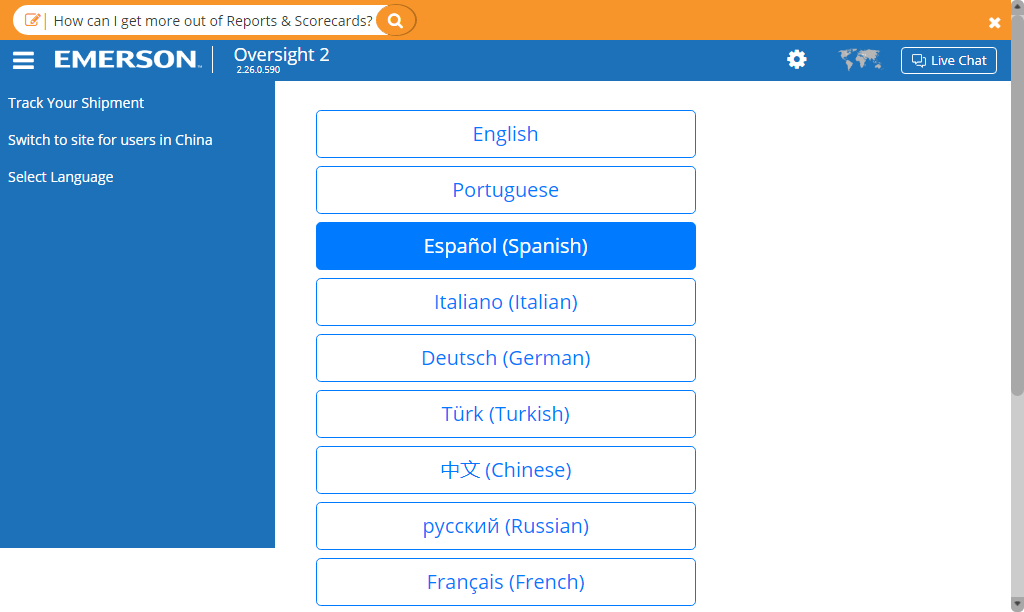 How can I get more out of Reports & Scorecards?
EMERSON™
Oversight 2
2.26.0.590
Live Chat
Track Your Shipment
Switch to site for users in China
Select Language
English
Portuguese
Español (Spanish)
Italiano (Italian)
Deutsch (German)
Türk (Turkish)
中文 (Chinese)
русский (Russian)
Français (French)